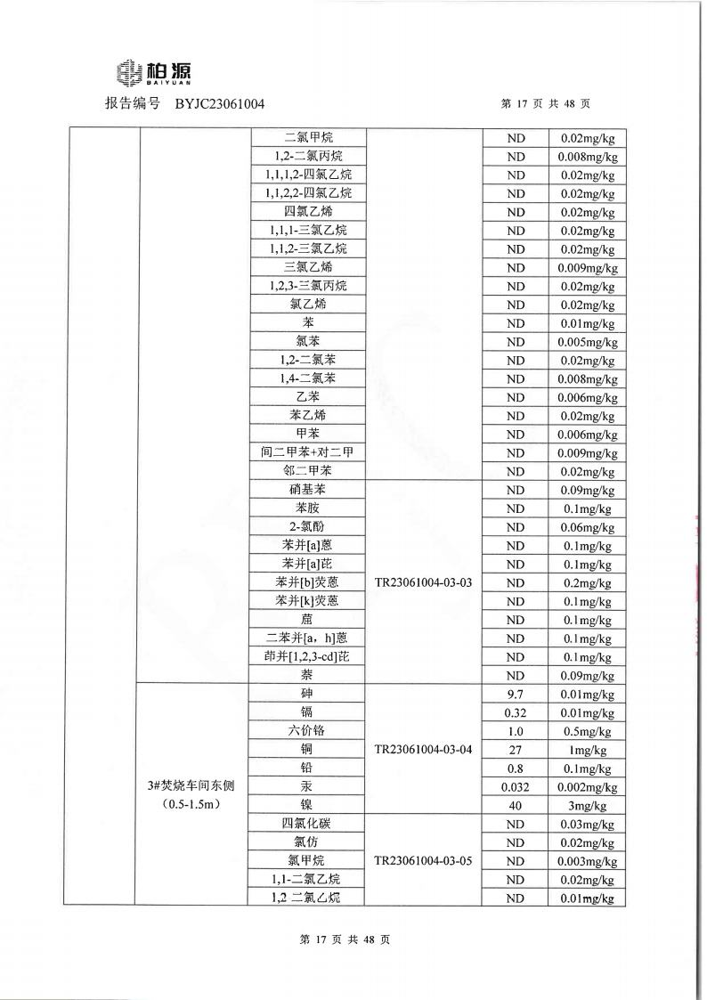 柏源
BAIYUAN
报告编号 BYJC23061004
第 17 页 共 48 页
二氯甲烷 ND 0.02mg/kg
1,2-二氯丙烷 ND 0.008mg/kg
1,1,1,2-四氯乙烷 ND 0.02mg/kg
1,1,2,2-四氯乙烷 ND 0.02mg/kg
四氯乙烯 ND 0.02mg/kg
1,1,1-三氯乙烷 ND 0.02mg/kg
1,1,2-三氯乙烷 ND 0.02mg/kg
三氯乙烯 ND 0.009mg/kg
1,2,3-三氯丙烷 ND 0.02mg/kg
氯乙烯 ND 0.02mg/kg
苯 ND 0.01mg/kg
氯苯 ND 0.005mg/kg
1,2-二氯苯 ND 0.02mg/kg
1,4-二氯苯 ND 0.008mg/kg
乙苯 ND 0.006mg/kg
苯乙烯 ND 0.02mg/kg
甲苯 ND 0.006mg/kg
间二甲苯+对二甲 ND 0.009mg/kg
邻二甲苯 ND 0.02mg/kg
硝基苯 ND 0.09mg/kg
苯胺 ND 0.1mg/kg
2-氯酚 ND 0.06mg/kg
苯并[a]蒽 ND 0.1mg/kg
苯并[a]芘 ND 0.1mg/kg
苯并[b]荧蒽 TR23061004-03-03 ND 0.2mg/kg
苯并[k]荧蒽 ND 0.1mg/kg
䓛 ND 0.1mg/kg
二苯并[a，h]蒽 ND 0.1mg/kg
茚并[1,2,3-cd]芘 ND 0.1mg/kg
萘 ND 0.09mg/kg
砷 9.7 0.01mg/kg
镉 0.32 0.01mg/kg
六价铬 1.0 0.5mg/kg
铜 TR23061004-03-04 27 1mg/kg
铅 0.8 0.1mg/kg
3#焚烧车间东侧 汞 0.032 0.002mg/kg
（0.5-1.5m） 镍 40 3mg/kg
四氯化碳 ND 0.03mg/kg
氯仿 ND 0.02mg/kg
氯甲烷 TR23061004-03-05 ND 0.003mg/kg
1,1-二氯乙烷 ND 0.02mg/kg
1,2 二氯乙烷 ND 0.01mg/kg
第 17 页 共 48 页